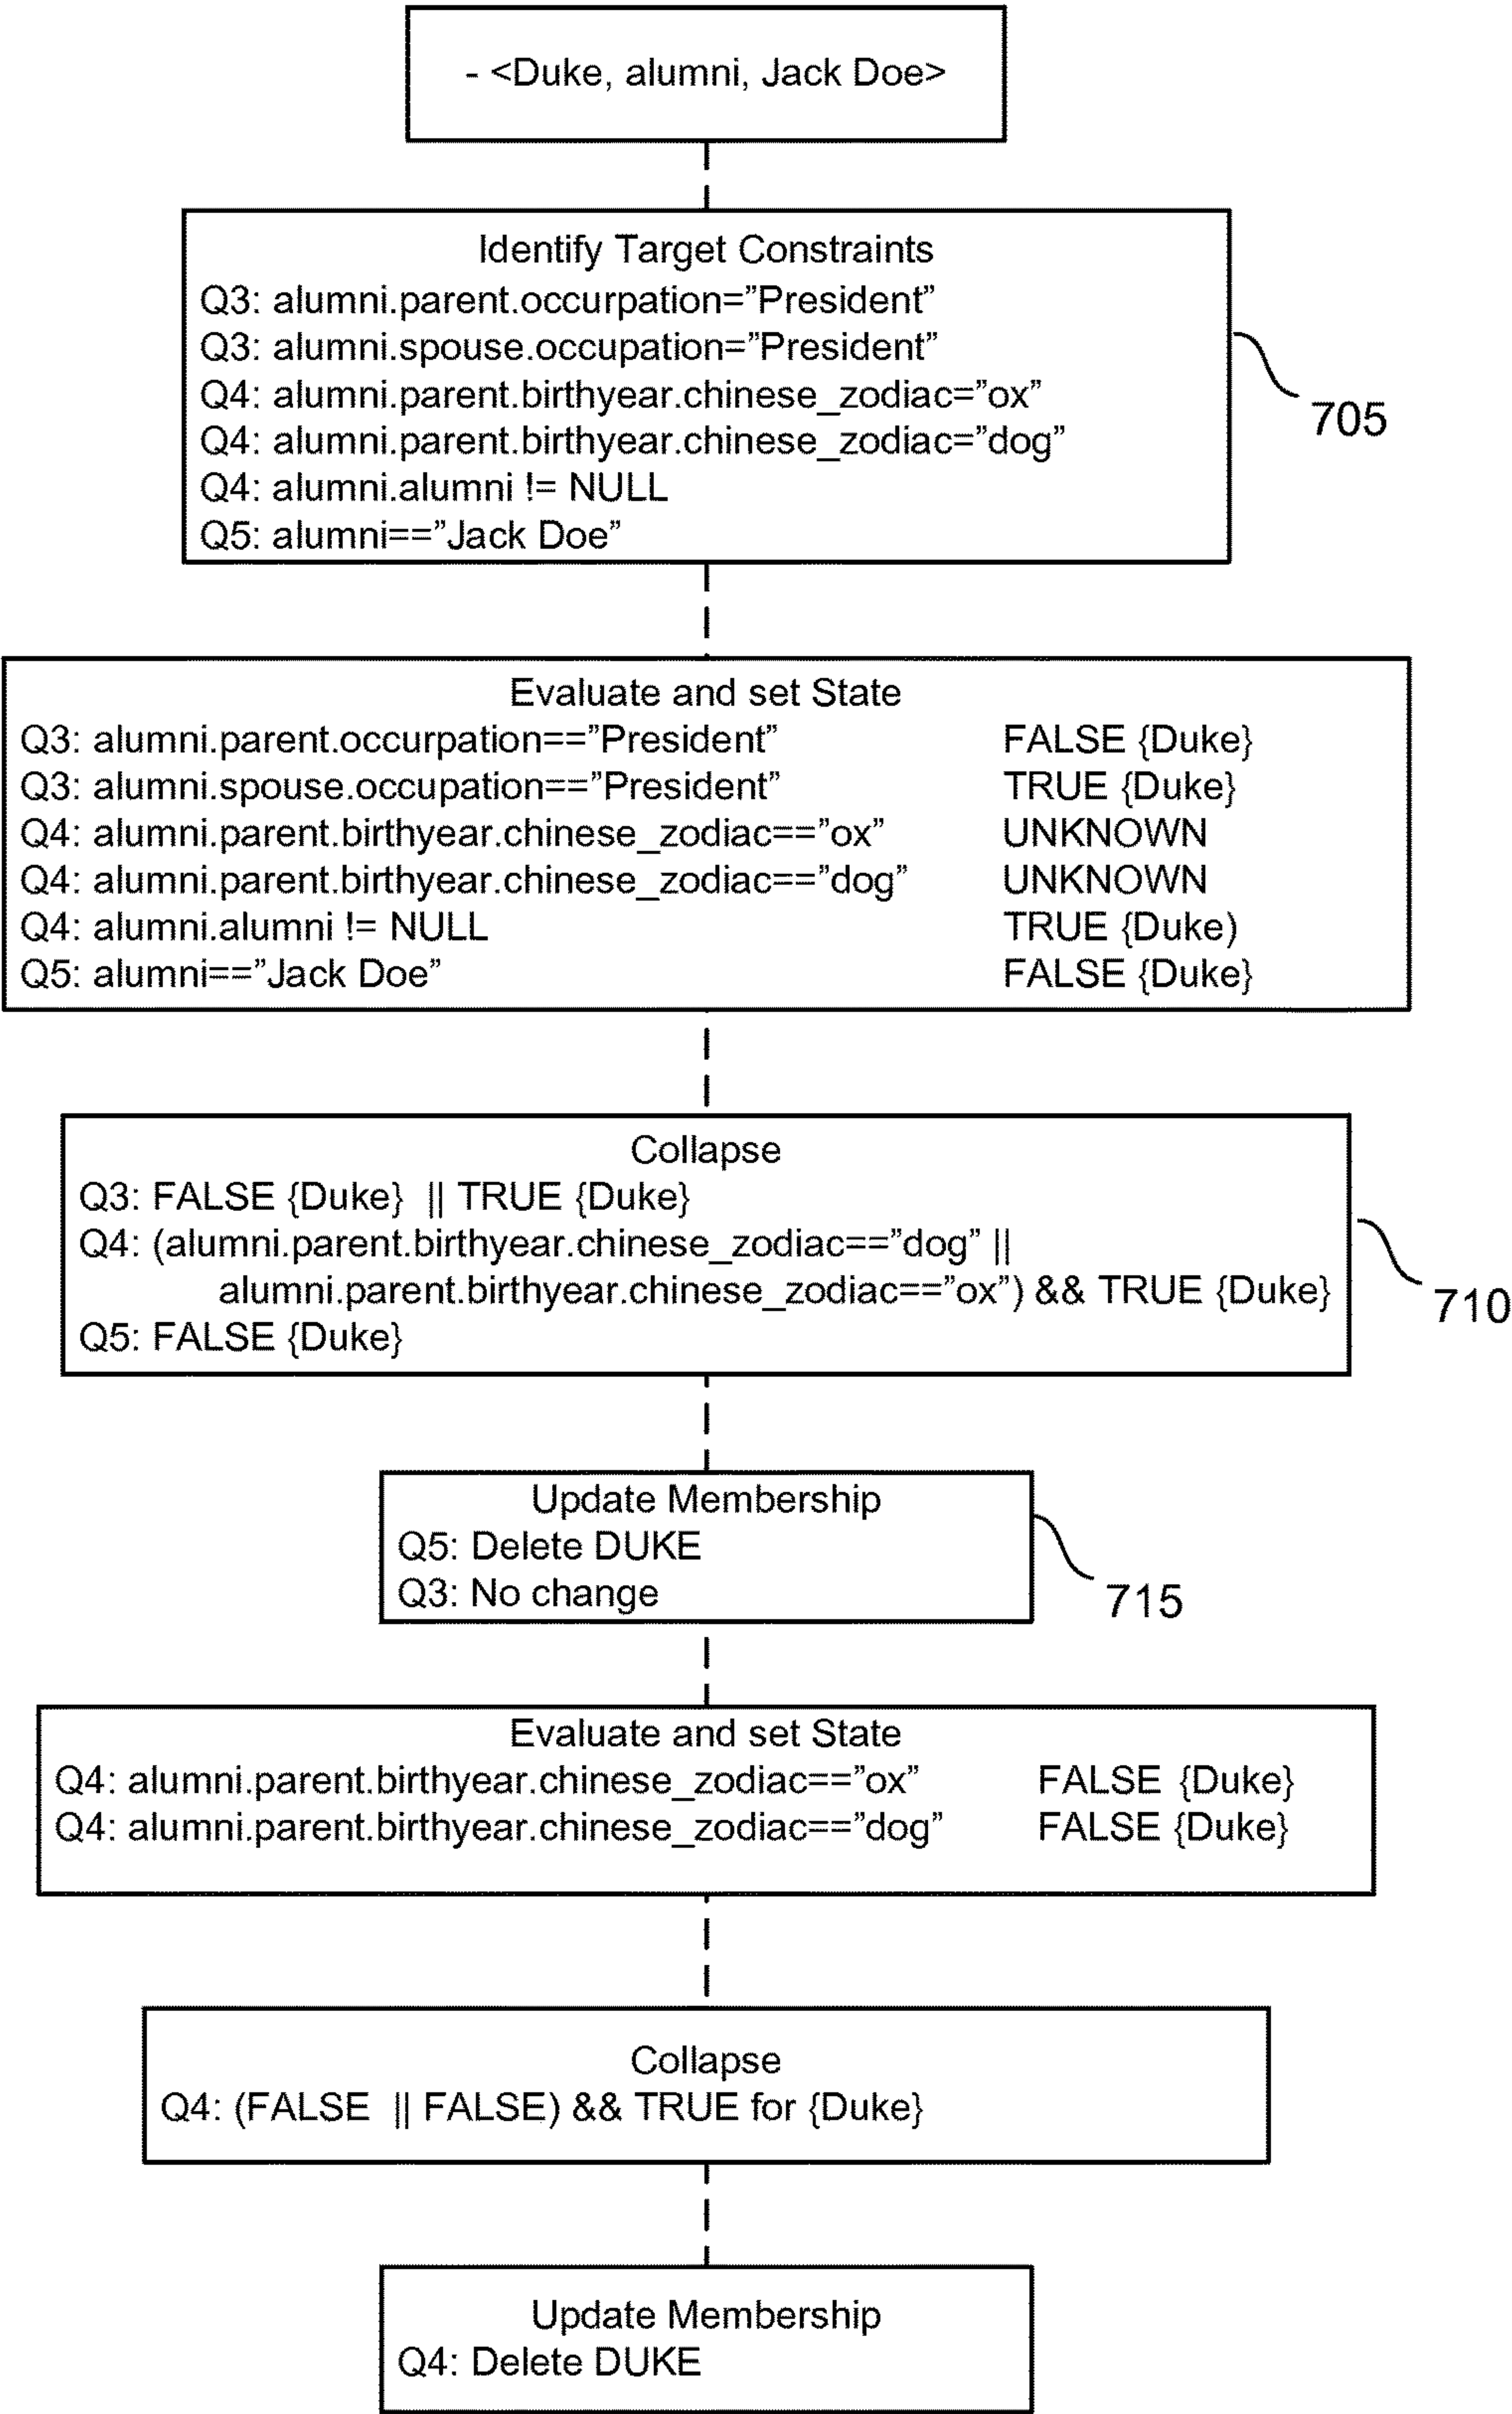 - <Duke, alumni, Jack Doe>
Identify Target Constraints
Q3: alumni.parent.occurpation=”President”
Q3: alumni.spouse.occupation=”President”
Q4: alumni.parent.birthyear.chinese_zodiac=”ox”
Q4: alumni.parent.birthyear.chinese_zodiac=”dog”
Q4: alumni.alumni != NULL
Q5: alumni==”Jack Doe”
705
Evaluate and set State
Q3: alumni.parent.occurpation==”President” FALSE {Duke}
Q3: alumni.spouse.occupation==”President” TRUE {Duke}
Q4: alumni.parent.birthyear.chinese_zodiac==”ox” UNKNOWN
Q4: alumni.parent.birthyear.chinese_zodiac==”dog” UNKNOWN
Q4: alumni.alumni != NULL TRUE {Duke)
Q5: alumni==”Jack Doe” FALSE {Duke}
Collapse
Q3: FALSE {Duke} || TRUE {Duke}
Q4: (alumni.parent.birthyear.chinese_zodiac==”dog” ||
alumni.parent.birthyear.chinese_zodiac==”ox”) && TRUE {Duke}
Q5: FALSE {Duke}
710
Update Membership
Q5: Delete DUKE
Q3: No change
715
Evaluate and set State
Q4: alumni.parent.birthyear.chinese_zodiac==”ox” FALSE {Duke}
Q4: alumni.parent.birthyear.chinese_zodiac==”dog” FALSE {Duke}
Collapse
Q4: (FALSE || FALSE) && TRUE for {Duke}
Update Membership
Q4: Delete DUKE